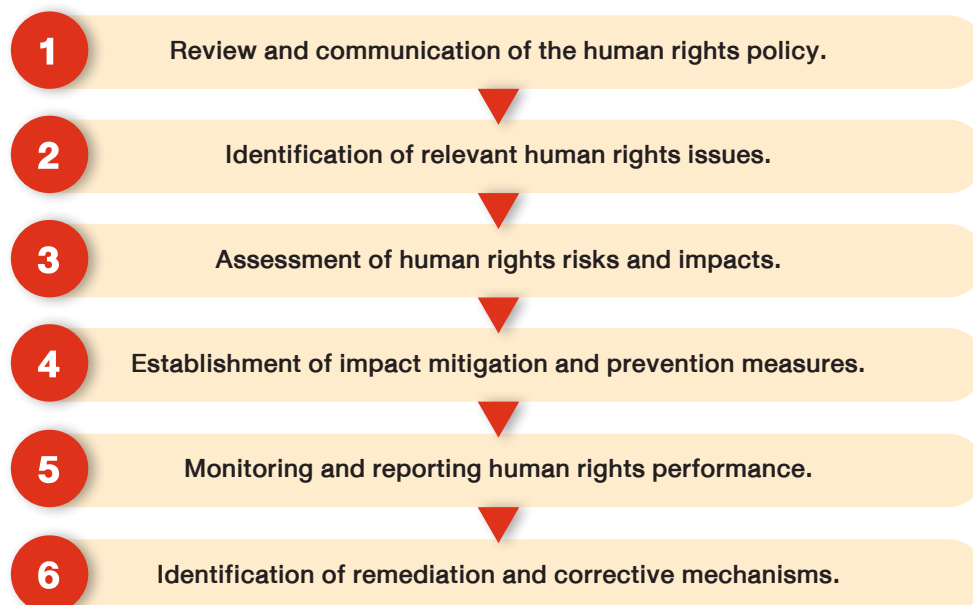 1 Review and communication of the human rights policy.
2 Identification of relevant human rights issues.
3 Assessment of human rights risks and impacts.
4 Establishment of impact mitigation and prevention measures.
5 Monitoring and reporting human rights performance.
6 Identification of remediation and corrective mechanisms.